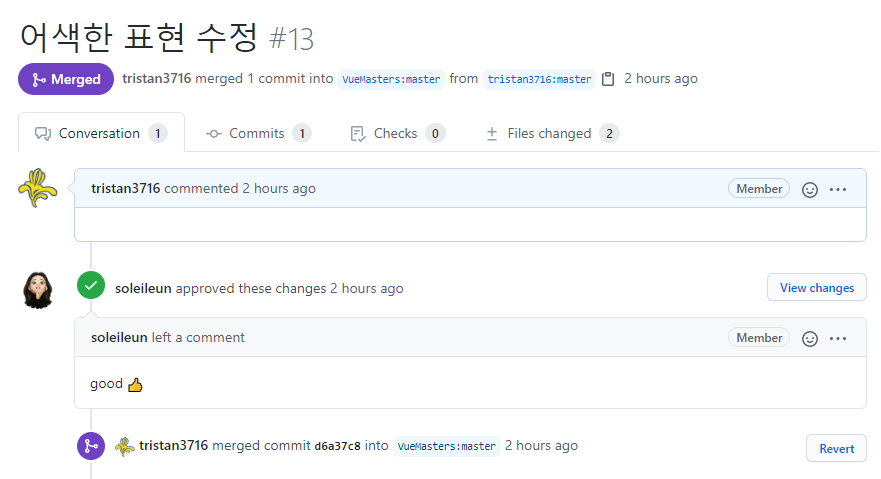 어색한 표현 수정 #13
Merged tristan3716 merged 1 commit into VueMasters:master from tristan3716:master 2 hours ago
Conversation 1 Commits 1 Checks 0 Files changed 2
tristan3716 commented 2 hours ago Member
soleileun approved these changes 2 hours ago View changes
soleileun left a comment Member
good 👍
tristan3716 merged commit d6a37c8 into VueMasters:master 2 hours ago Revert